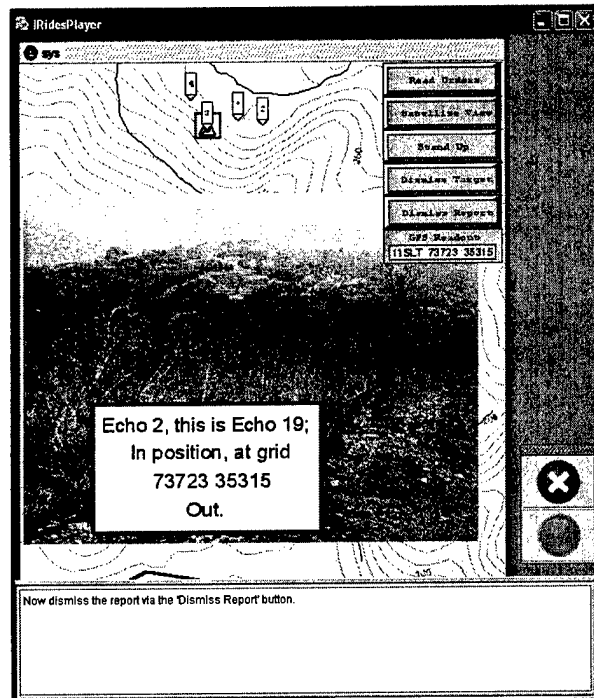 iRidesPlayer
sys
Read Orders
Satellite View
Stand Up
Dismiss Target
Dismiss Report
GPS Readout
11SLT 73723 35315
Echo 2, this is Echo 19;
In position, at grid
73723 35315
Out.
Now dismiss the report via the 'Dismiss Report' button.